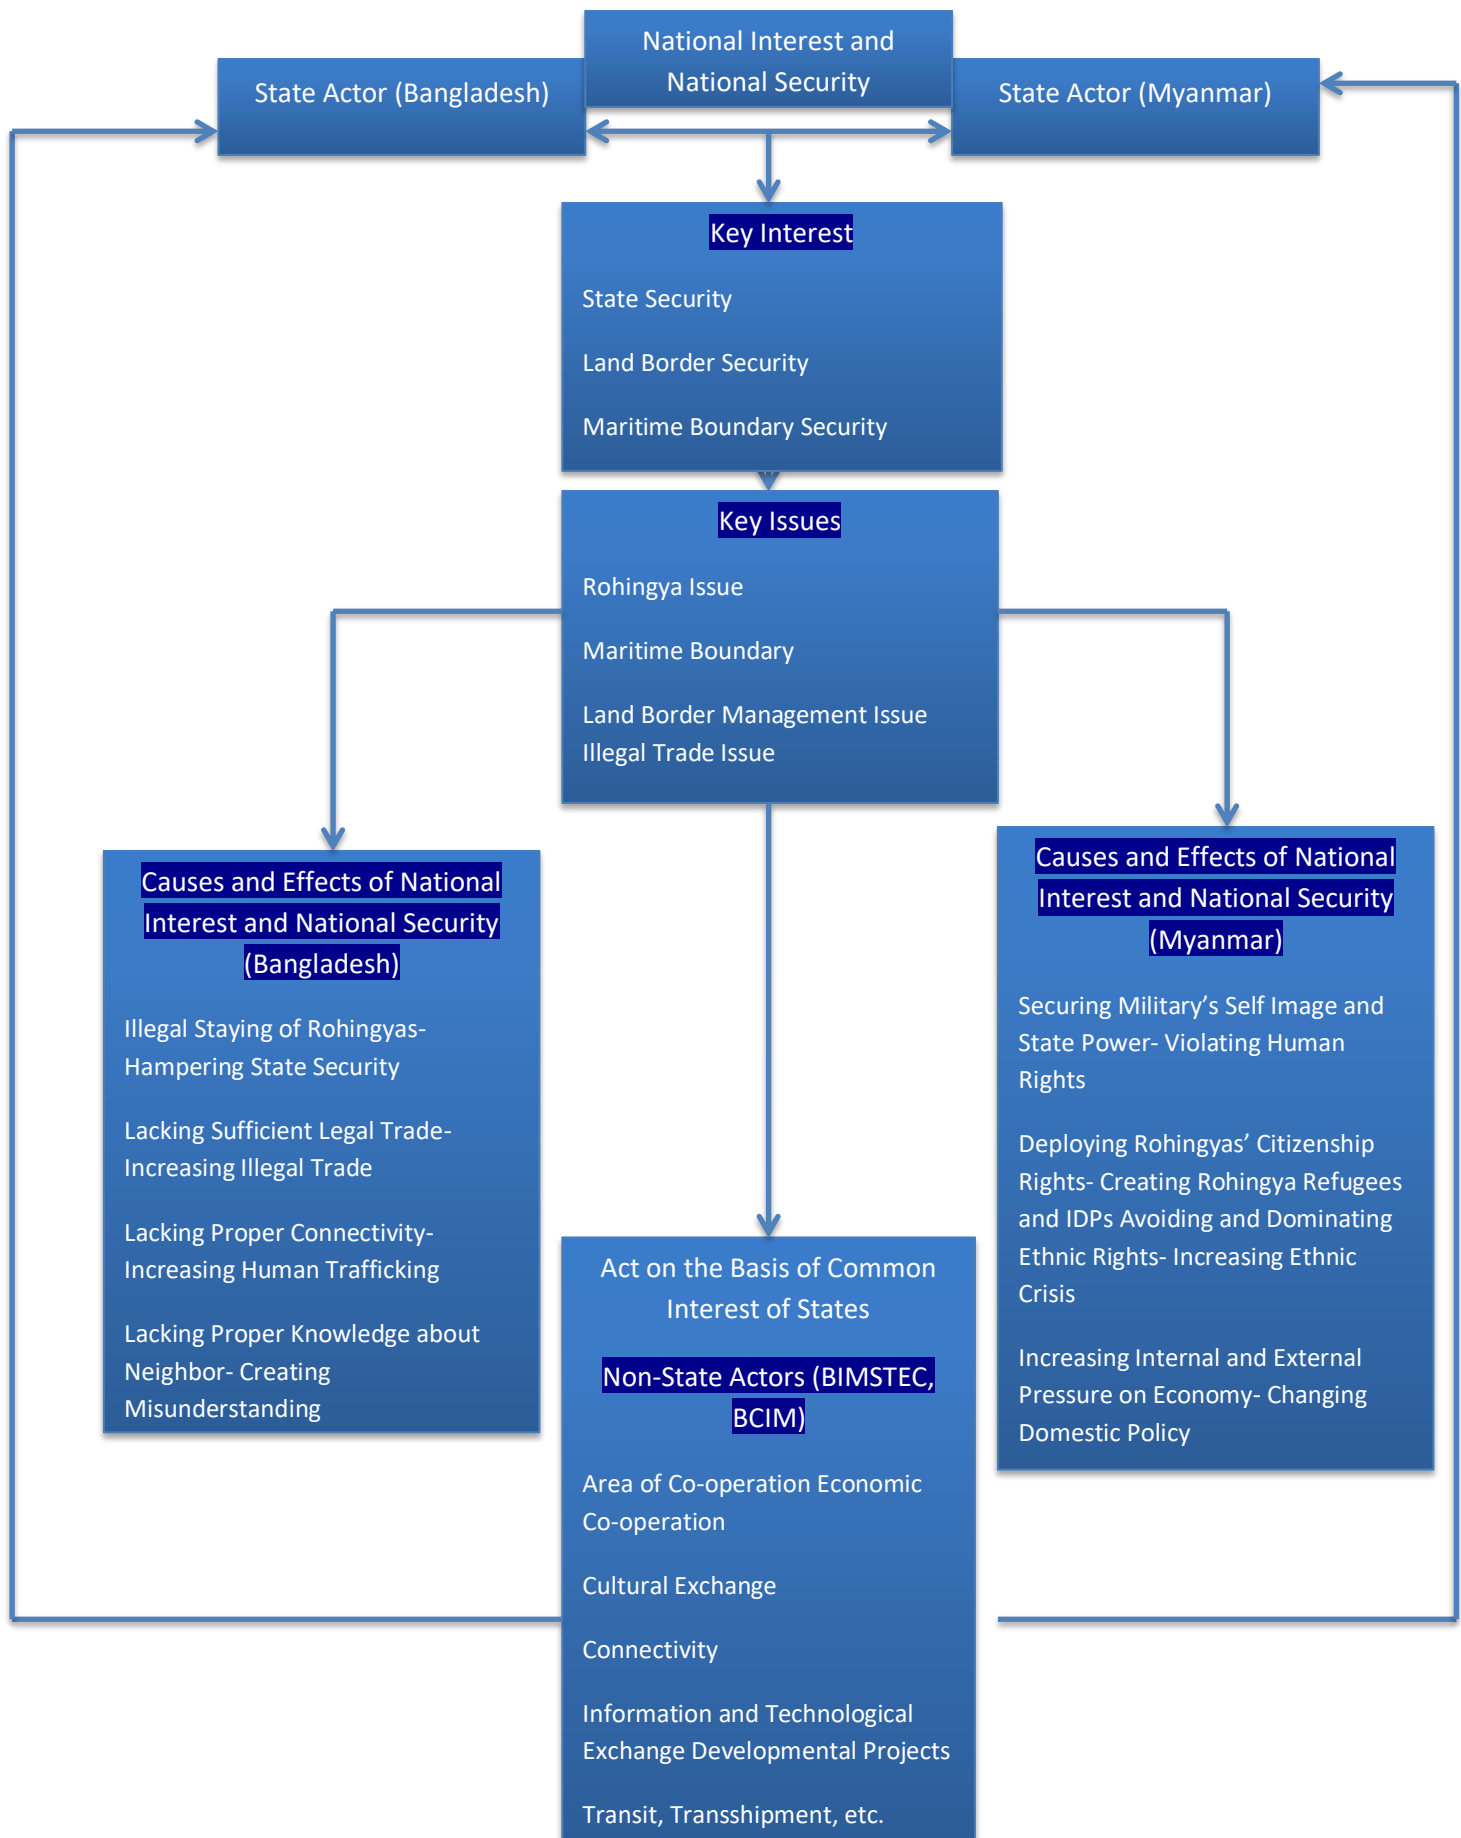 National Interest and
National Security
State Actor (Bangladesh)
State Actor (Myanmar)
Key Interest
State Security
Land Border Security
Maritime Boundary Security
Key Issues
Rohingya Issue
Maritime Boundary
Land Border Management Issue
Illegal Trade Issue
Causes and Effects of National
Interest and National Security
(Bangladesh)
Illegal Staying of Rohingyas-
Hampering State Security
Lacking Sufficient Legal Trade-
Increasing Illegal Trade
Lacking Proper Connectivity-
Increasing Human Trafficking
Lacking Proper Knowledge about
Neighbor- Creating
Misunderstanding
Causes and Effects of National
Interest and National Security
(Myanmar)
Securing Military’s Self Image and
State Power- Violating Human
Rights
Deploying Rohingyas’ Citizenship
Rights- Creating Rohingya Refugees
and IDPs Avoiding and Dominating
Ethnic Rights- Increasing Ethnic
Crisis
Increasing Internal and External
Pressure on Economy- Changing
Domestic Policy
Act on the Basis of Common
Interest of States
Non-State Actors (BIMSTEC,
BCIM)
Area of Co-operation Economic
Co-operation
Cultural Exchange
Connectivity
Information and Technological
Exchange Developmental Projects
Transit, Transshipment, etc.